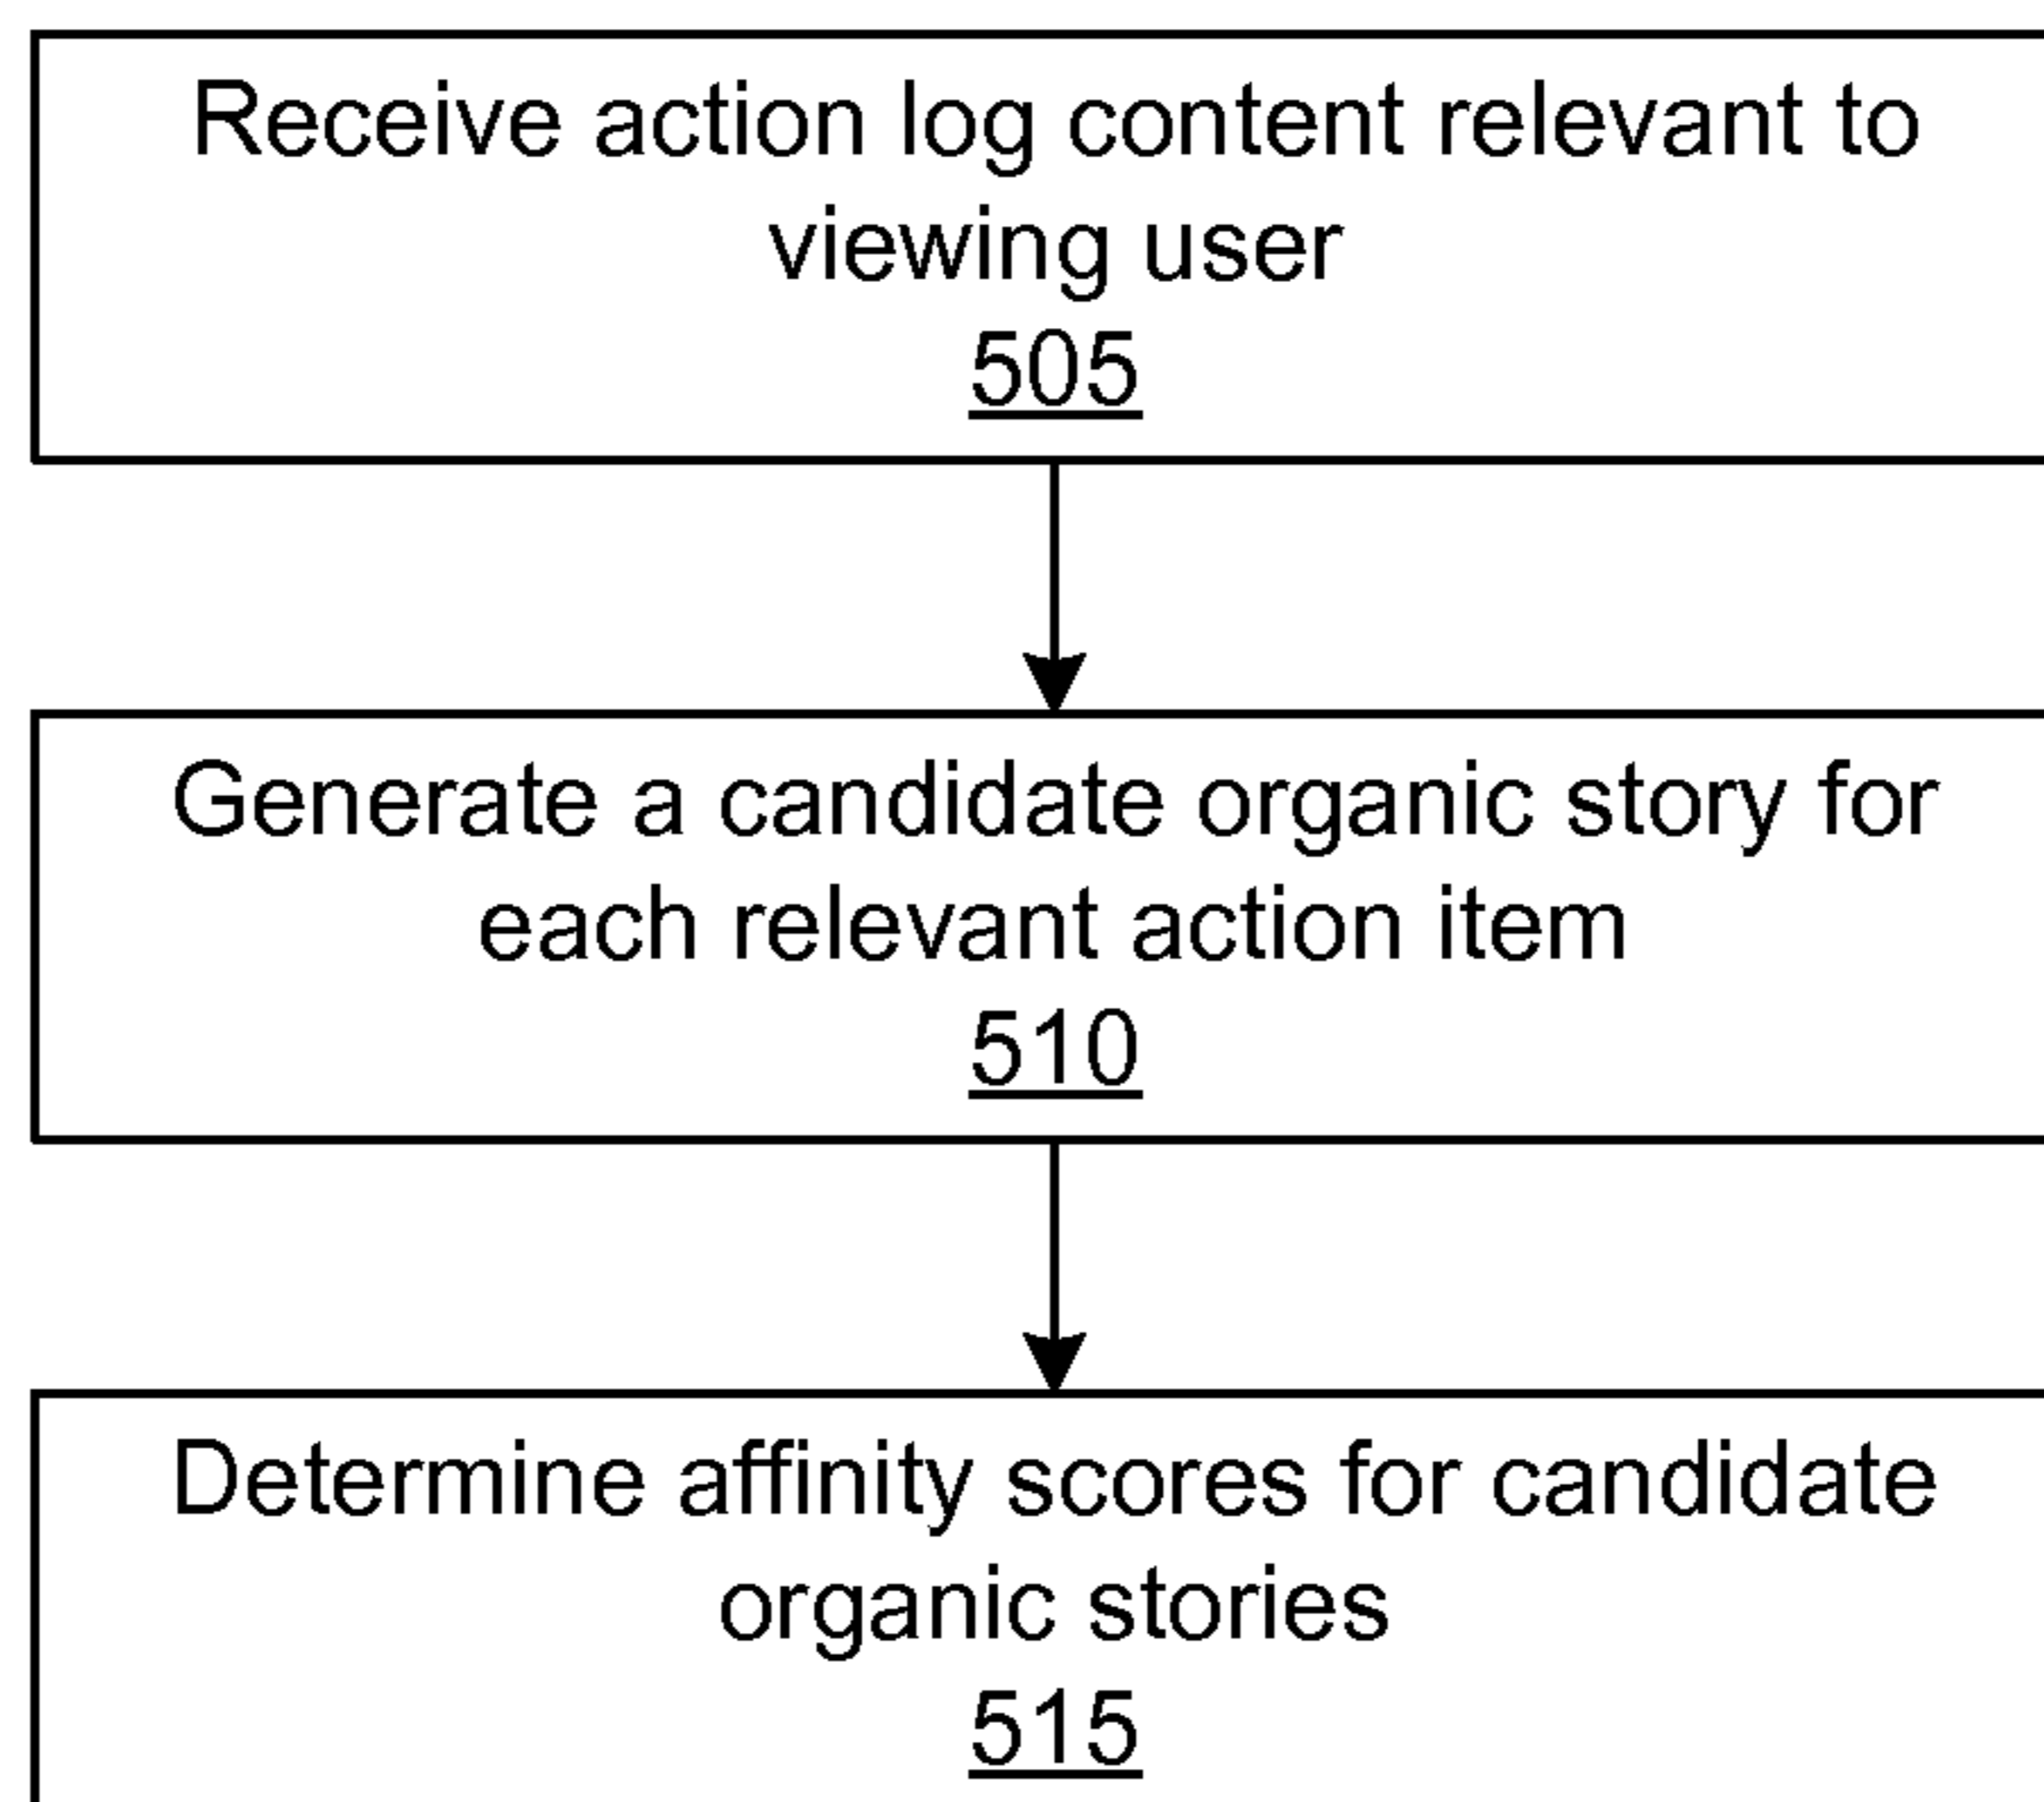 Receive action log content relevant to
viewing user
505
Generate a candidate organic story for
each relevant action item
510
Determine affinity scores for candidate
organic stories
515